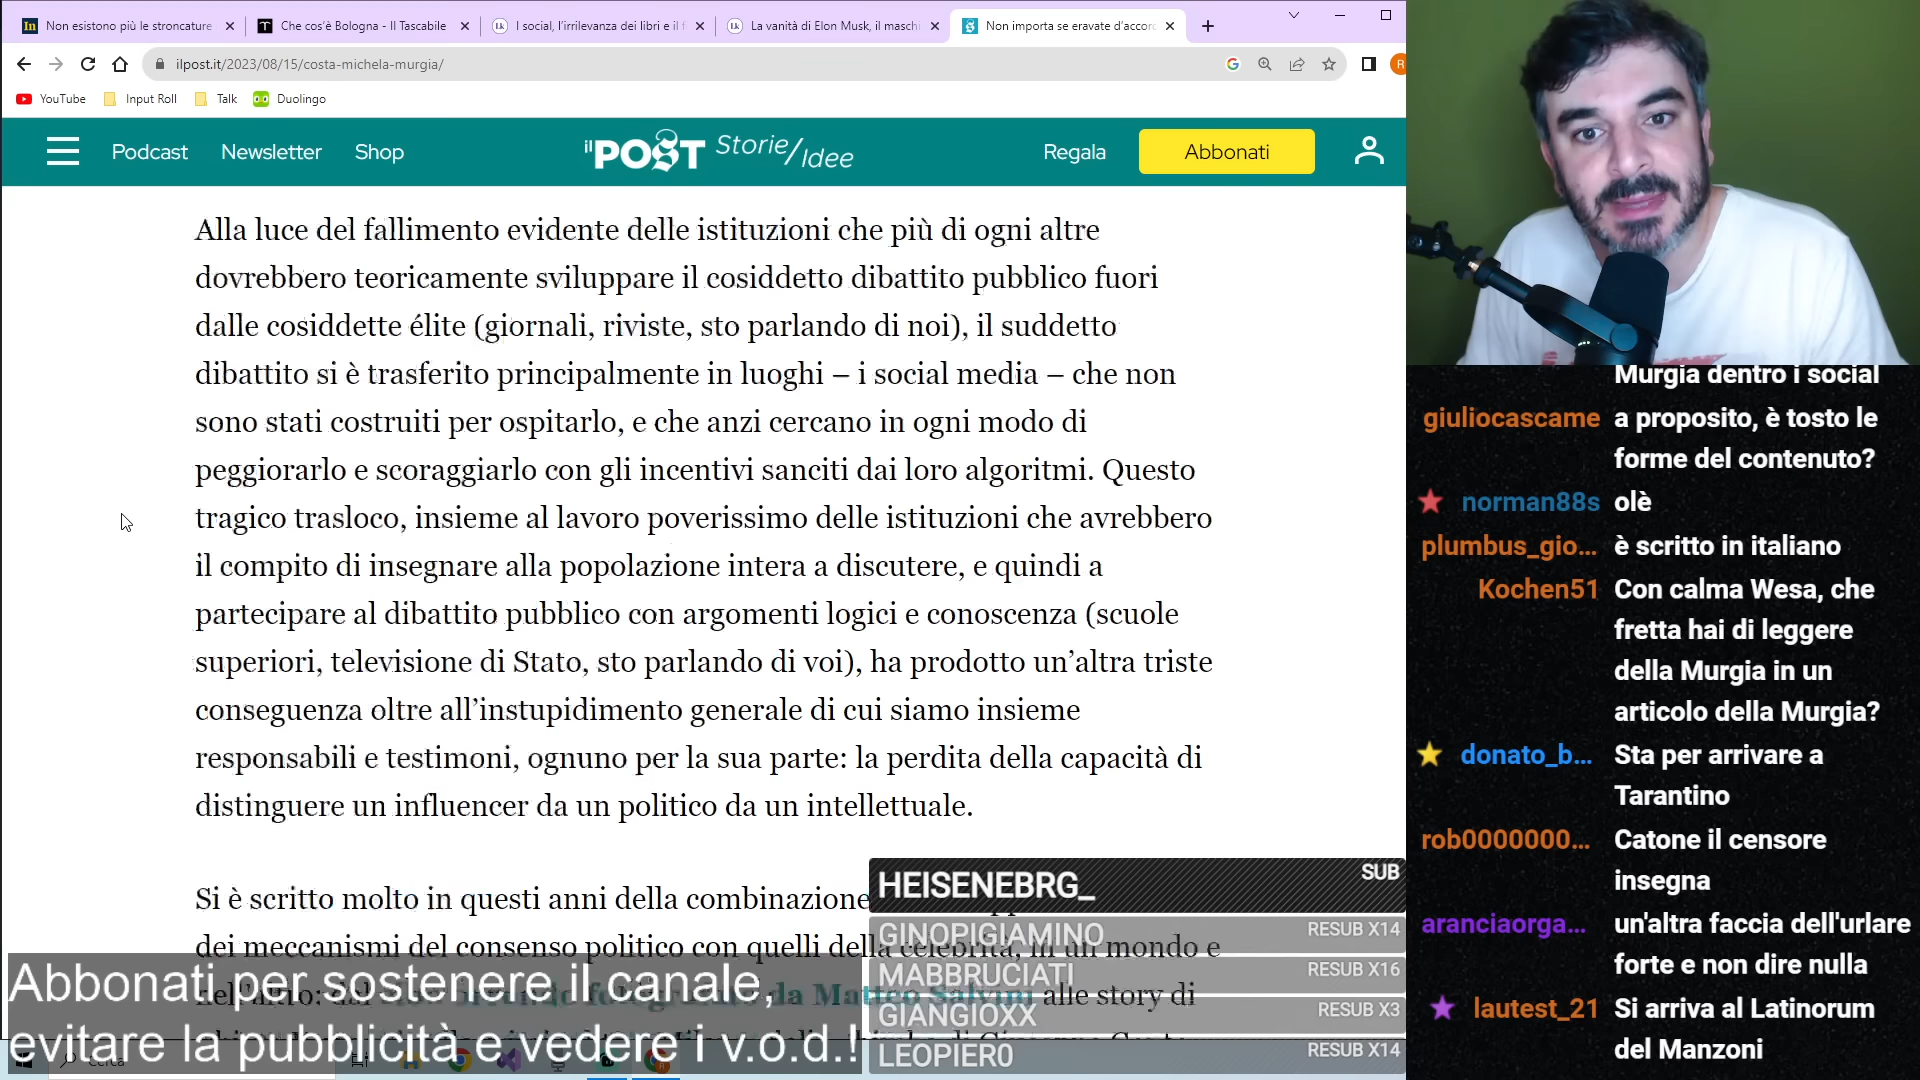 Non esistono più le stroncature
Che cos'è Bologna - Il Tascabile
I social, l'irrilevanza dei libri e il f
La vanità di Elon Musk, il maschi
Non importa se eravate d'accord
ilpost.it/2023/08/15/costa-michela-murgia/
YouTube
Input Roll
Talk
Duolingo
Podcast
Newsletter
Shop
il POST Storie/Idee
Regala
Abbonati
Alla luce del fallimento evidente delle istituzioni che più di ogni altre
dovrebbero teoricamente sviluppare il cosiddetto dibattito pubblico fuori
dalle cosiddette élite (giornali, riviste, sto parlando di noi), il suddetto
dibattito si è trasferito principalmente in luoghi – i social media – che non
sono stati costruiti per ospitarlo, e che anzi cercano in ogni modo di
peggiorarlo e scoraggiarlo con gli incentivi sanciti dai loro algoritmi. Questo
tragico trasloco, insieme al lavoro poverissimo delle istituzioni che avrebbero
il compito di insegnare alla popolazione intera a discutere, e quindi a
partecipare al dibattito pubblico con argomenti logici e conoscenza (scuole
superiori, televisione di Stato, sto parlando di voi), ha prodotto un'altra triste
conseguenza oltre all'instupidimento generale di cui siamo insieme
responsabili e testimoni, ognuno per la sua parte: la perdita della capacità di
distinguere un influencer da un politico da un intellettuale.
Si è scritto molto in questi anni della combinazione
dei meccanismi del consenso politico con quelli della celebrità, in un mondo e
da Matteo Salvini alle story di
Abbonati per sostenere il canale,
evitare la pubblicità e vedere i v.o.d.!
Cerca
HEISENEBRG_ SUB
GINOPIGIAMINO RESUB X14
MABBRUCIATI RESUB X16
GIANGIOXX RESUB X3
LEOPIER0 RESUB X14
Murgia dentro i social
giuliocascame a proposito, è tosto le
forme del contenuto?
norman88s olè
plumbus_gio... è scritto in italiano
Kochen51 Con calma Wesa, che
fretta hai di leggere
della Murgia in un
articolo della Murgia?
donato_b... Sta per arrivare a
Tarantino
rob0000000... Catone il censore
insegna
aranciaorga... un'altra faccia dell'urlare
forte e non dire nulla
lautest_21 Si arriva al Latinorum
del Manzoni